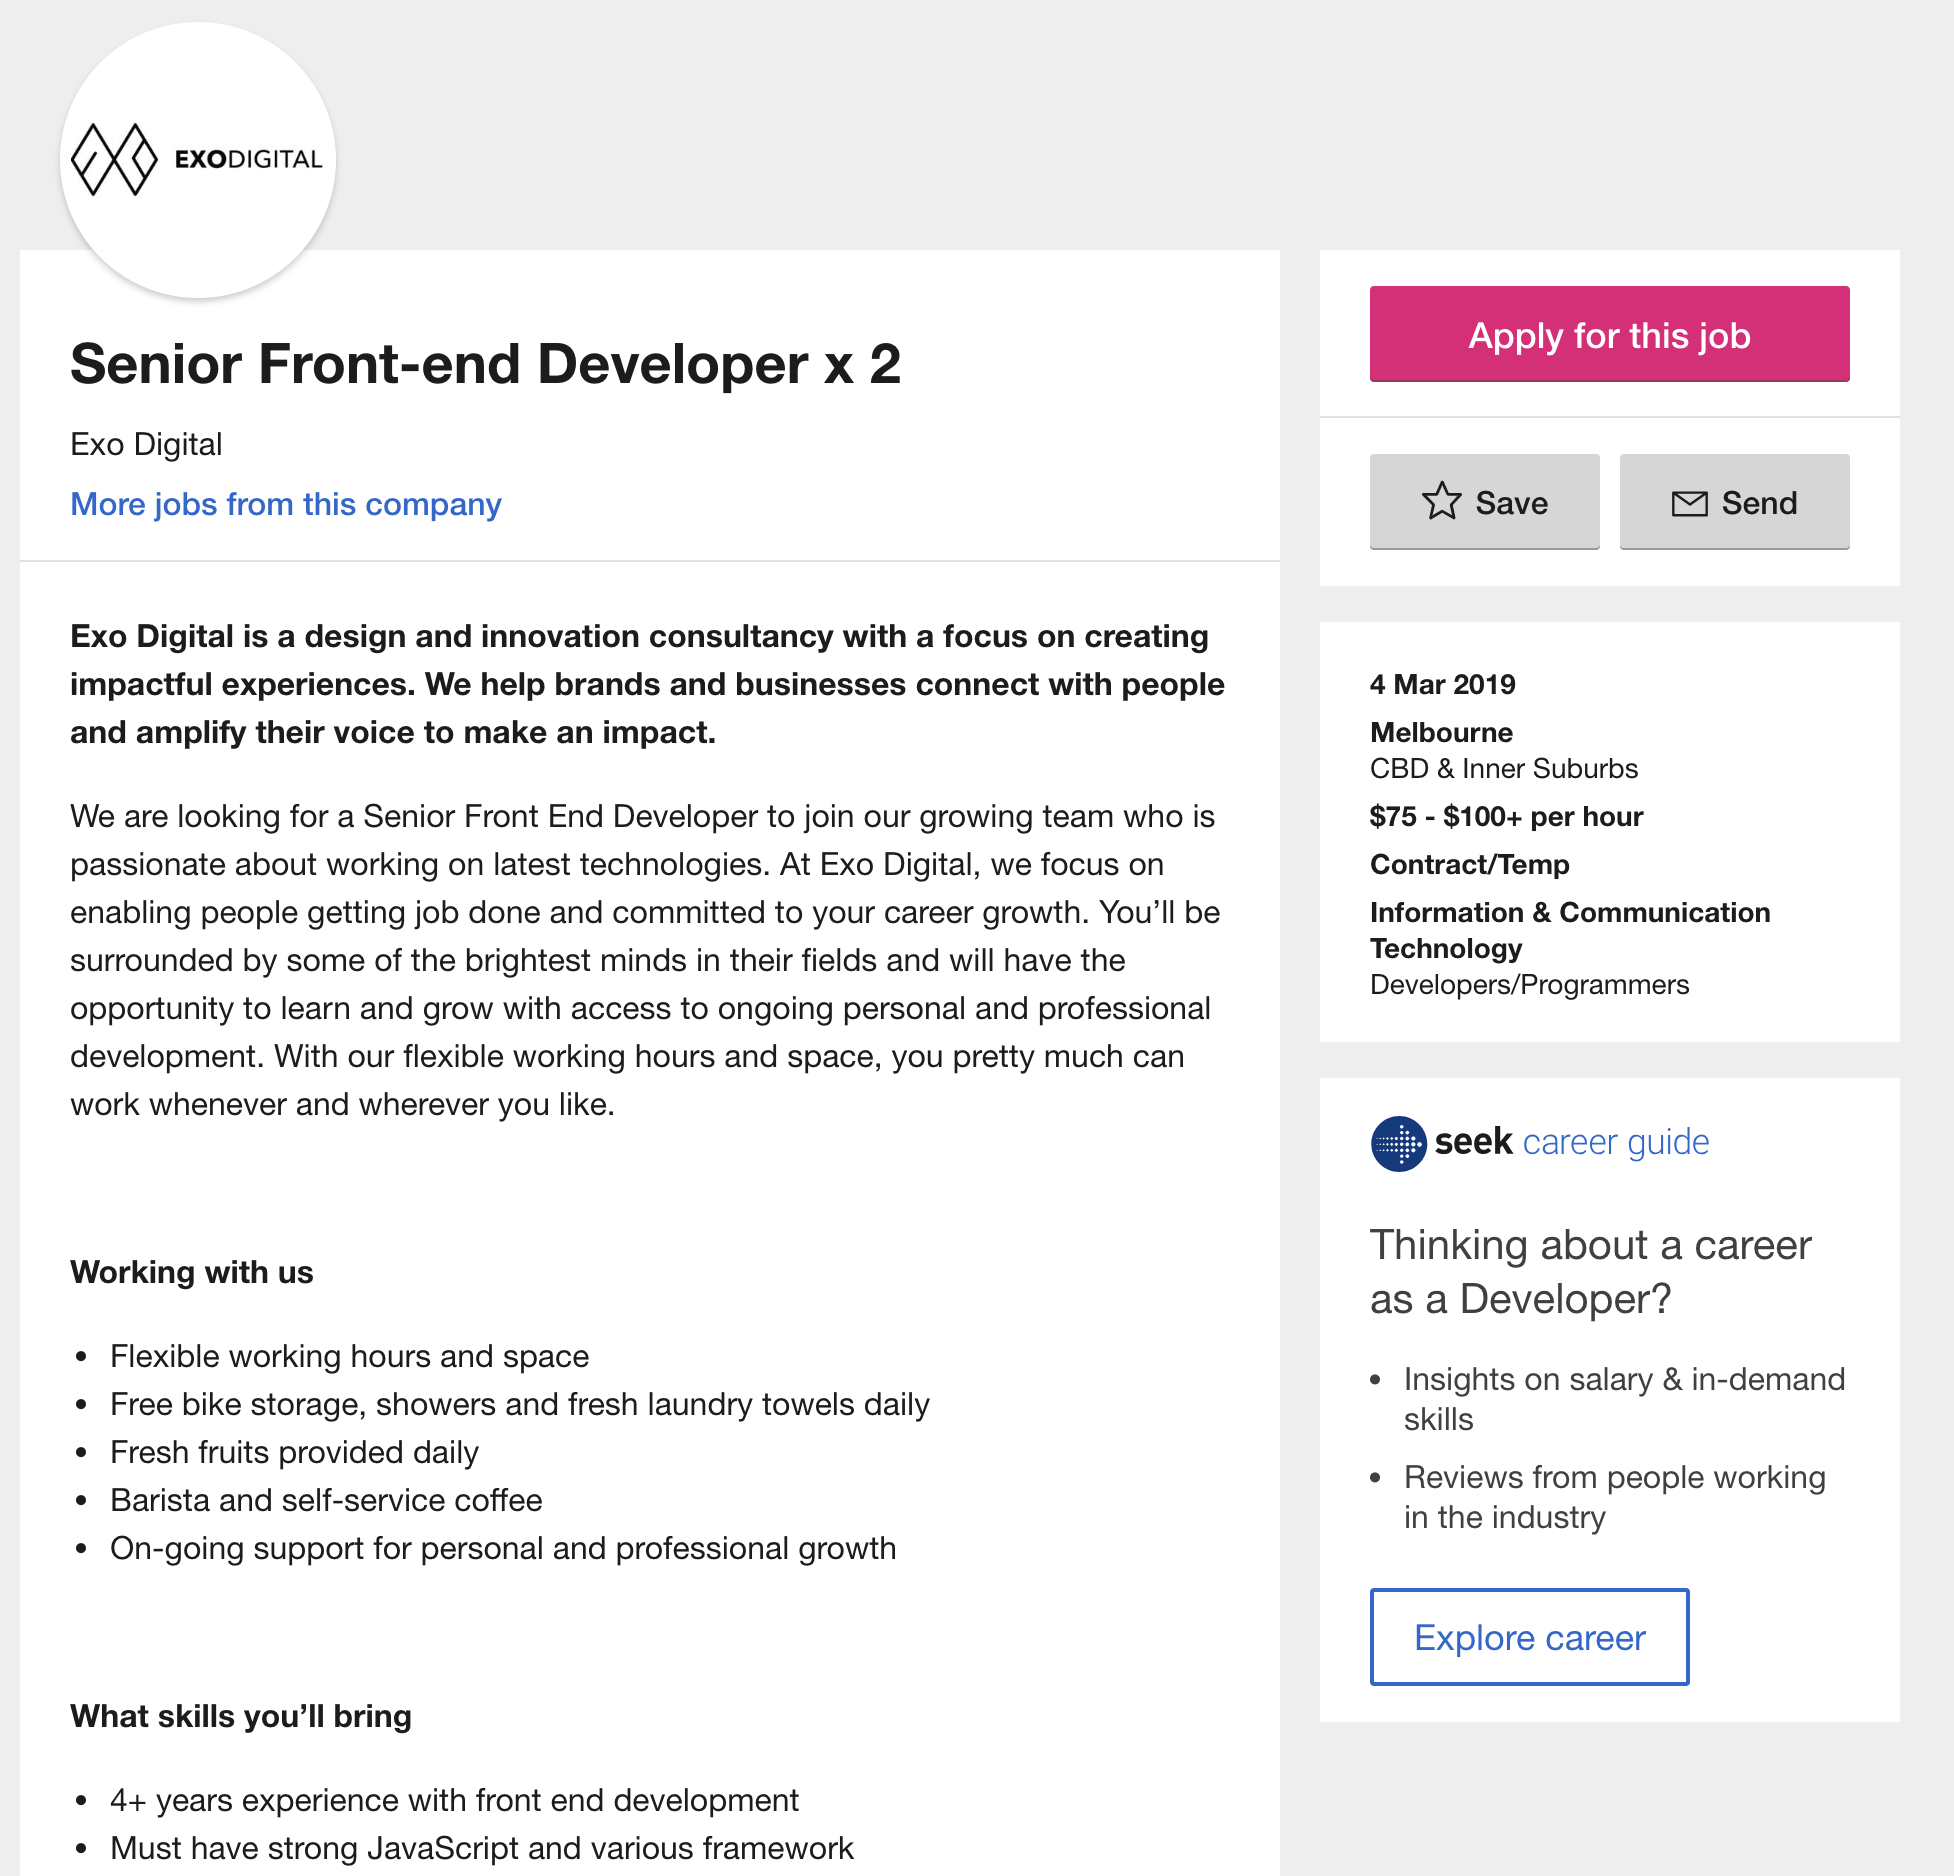 EXODIGITAL
Senior Front-end Developer x 2
Exo Digital
More jobs from this company
Exo Digital is a design and innovation consultancy with a focus on creating
impactful experiences. We help brands and businesses connect with people
and amplify their voice to make an impact.
We are looking for a Senior Front End Developer to join our growing team who is
passionate about working on latest technologies. At Exo Digital, we focus on
enabling people getting job done and committed to your career growth. You’ll be
surrounded by some of the brightest minds in their fields and will have the
opportunity to learn and grow with access to ongoing personal and professional
development. With our flexible working hours and space, you pretty much can
work whenever and wherever you like.
Working with us
• Flexible working hours and space
• Free bike storage, showers and fresh laundry towels daily
• Fresh fruits provided daily
• Barista and self-service coffee
• On-going support for personal and professional growth
What skills you’ll bring
• 4+ years experience with front end development
• Must have strong JavaScript and various framework
Apply for this job
Save
Send
4 Mar 2019
Melbourne
CBD & Inner Suburbs
$75 - $100+ per hour
Contract/Temp
Information & Communication
Technology
Developers/Programmers
seek career guide
Thinking about a career
as a Developer?
• Insights on salary & in-demand
skills
• Reviews from people working
in the industry
Explore career